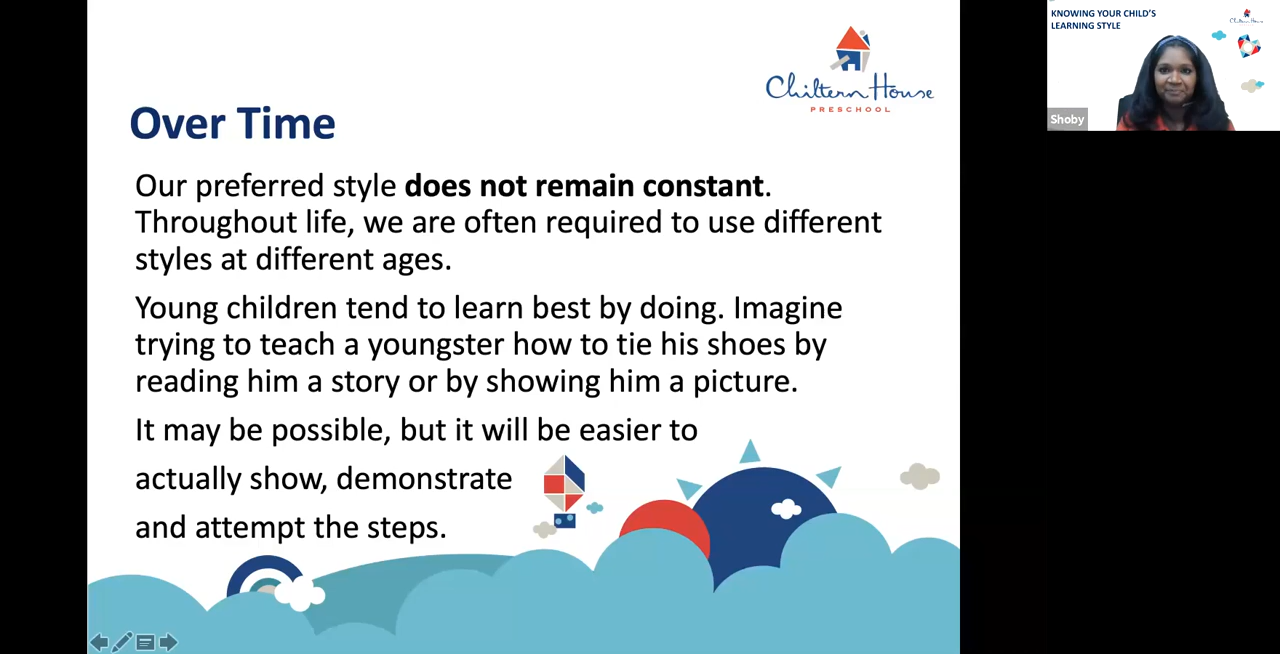 Chiltern House
PRESCHOOL
Over Time
Our preferred style does not remain constant.
Throughout life, we are often required to use different
styles at different ages.
Young children tend to learn best by doing. Imagine
trying to teach a youngster how to tie his shoes by
reading him a story or by showing him a picture.
It may be possible, but it will be easier to
actually show, demonstrate
and attempt the steps.
KNOWING YOUR CHILD'S
LEARNING STYLE
Chiltern House
Shoby